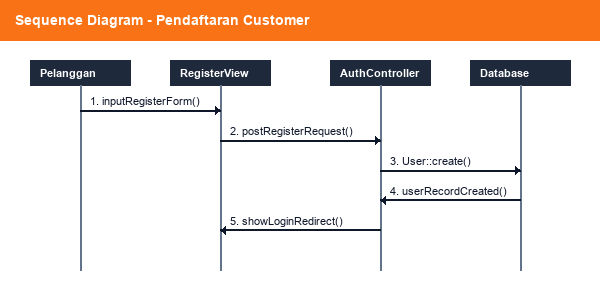 Sequence Diagram - Pendaftaran Customer
Pelanggan
RegisterView
AuthController
Database
1. inputRegisterForm()
2. postRegisterRequest()
3. User::create()
4. userRecordCreated()
5. showLoginRedirect()